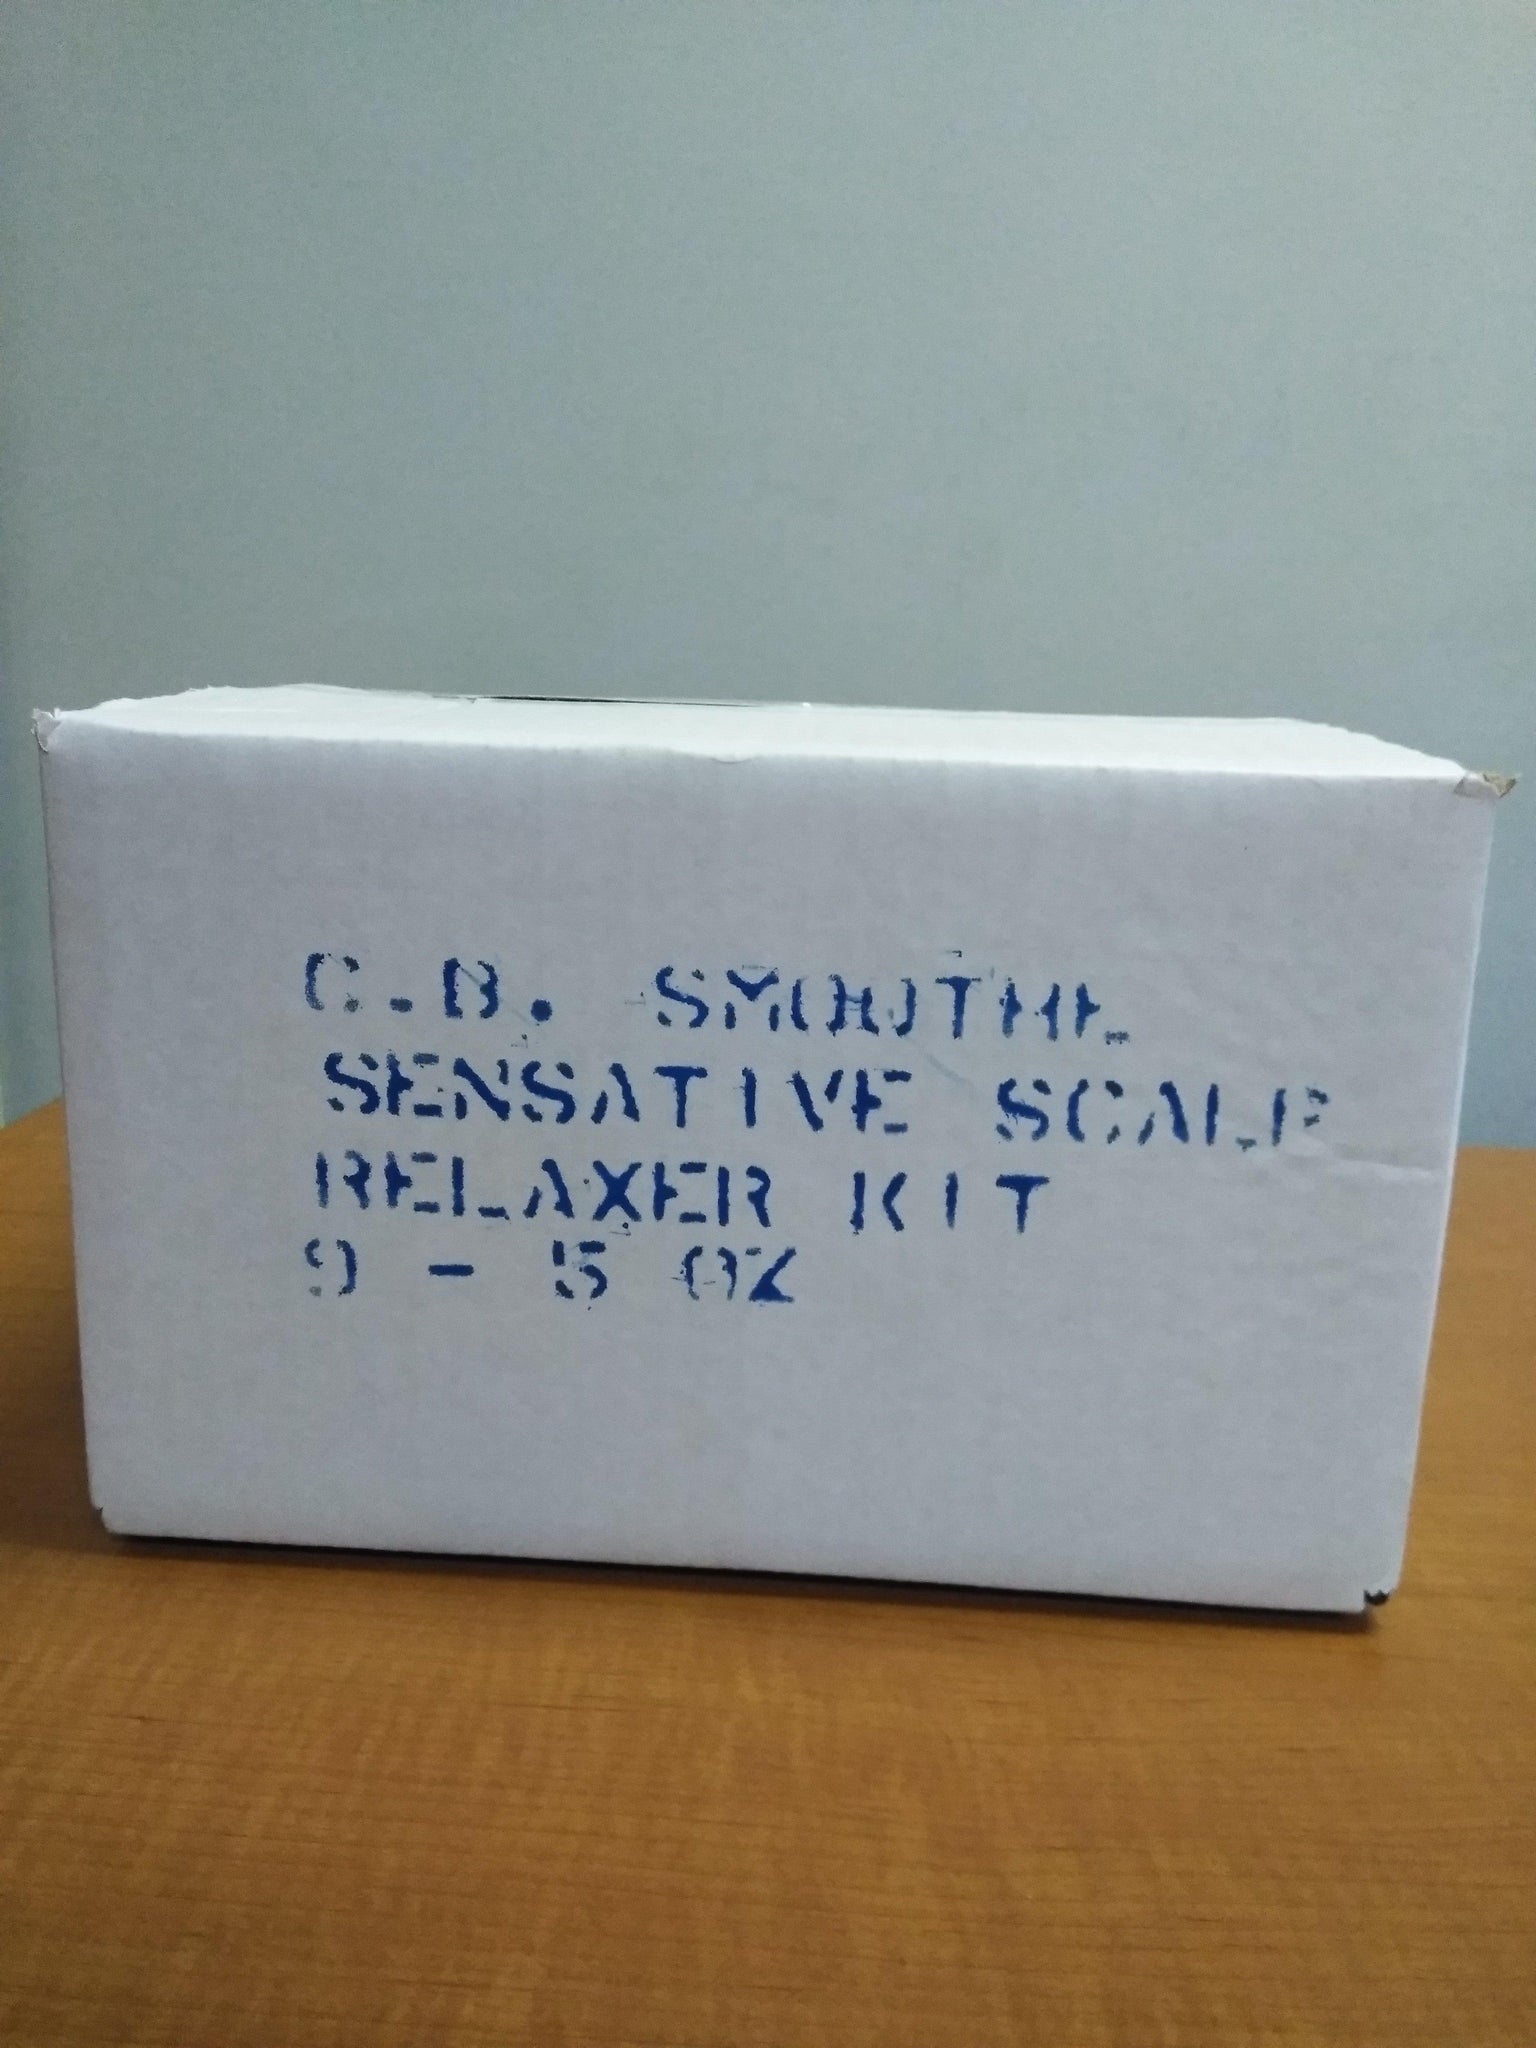 C.B. SMOOTHE
SENSATIVE SCALP
RELAXER KIT
9 - 5 OZ